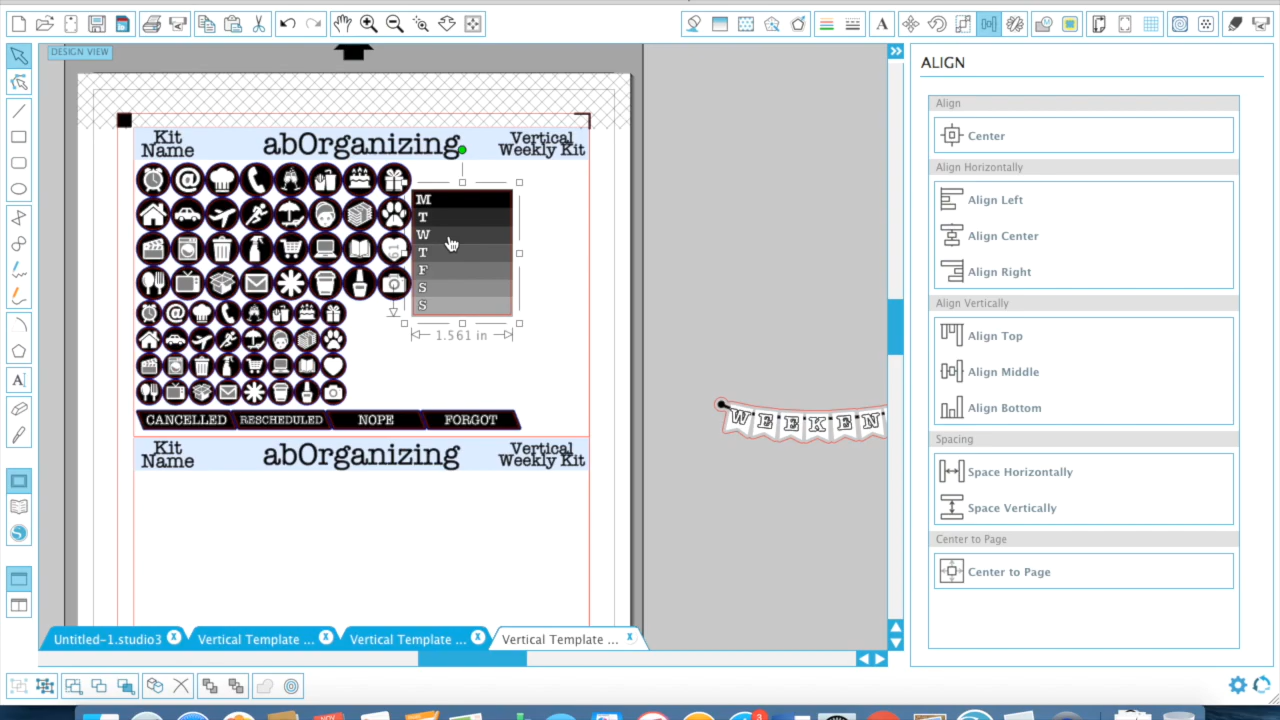 DESIGN VIEW
ALIGN
Align
Center
Align Horizontally
Align Left
Align Center
Align Right
Align Vertically
Align Top
Align Middle
Align Bottom
Spacing
Space Horizontally
Space Vertically
Center to Page
Center to Page
Kit
Name
abOrganizing
Vertical
Weekly Kit
M
T
W
T
F
S
S
1.561 in
CANCELLED
RESCHEDULED
NOPE
FORGOT
Kit
Name
abOrganizing
Vertical
Weekly Kit
WEEKEN
Untitled-1.studio3
Vertical Template ...
Vertical Template ...
Vertical Template ...
NOV
3